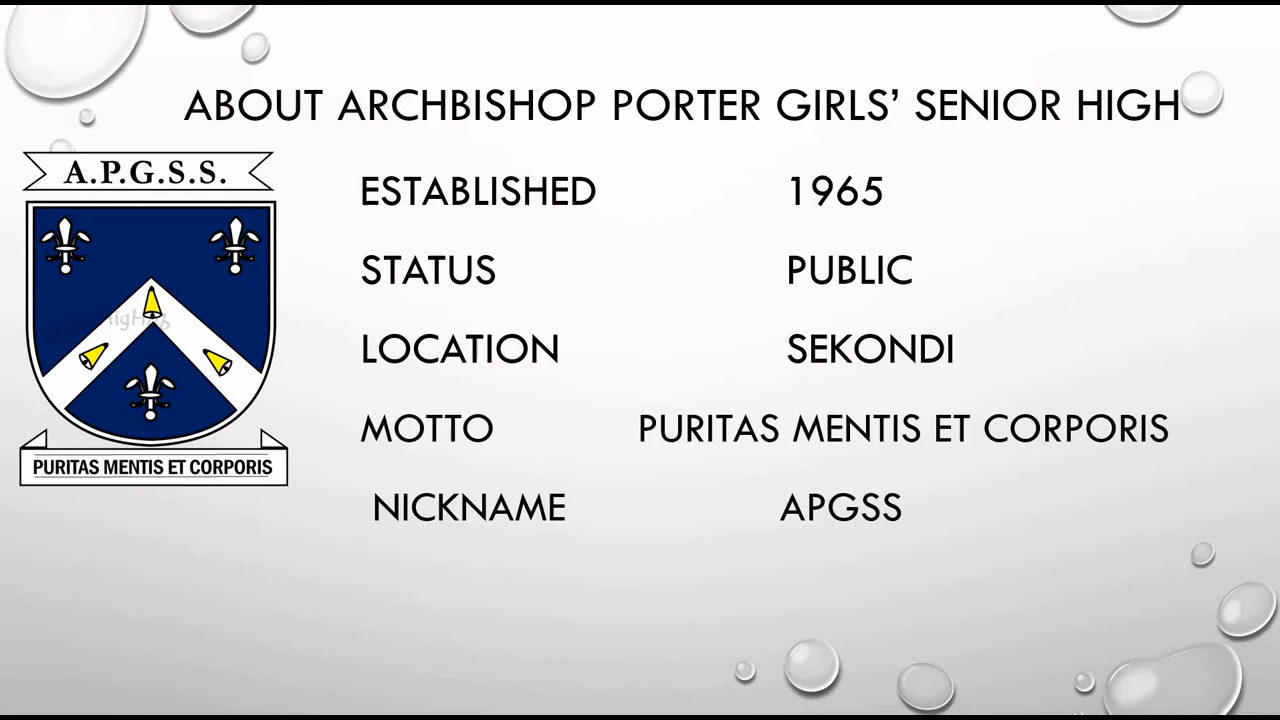 ABOUT ARCHBISHOP PORTER GIRLS’ SENIOR HIGH
A.P.G.S.S.
ESTABLISHED 1965
STATUS PUBLIC
LOCATION SEKONDI
MOTTO PURITAS MENTIS ET CORPORIS
PURITAS MENTIS ET CORPORIS
NICKNAME APGSS